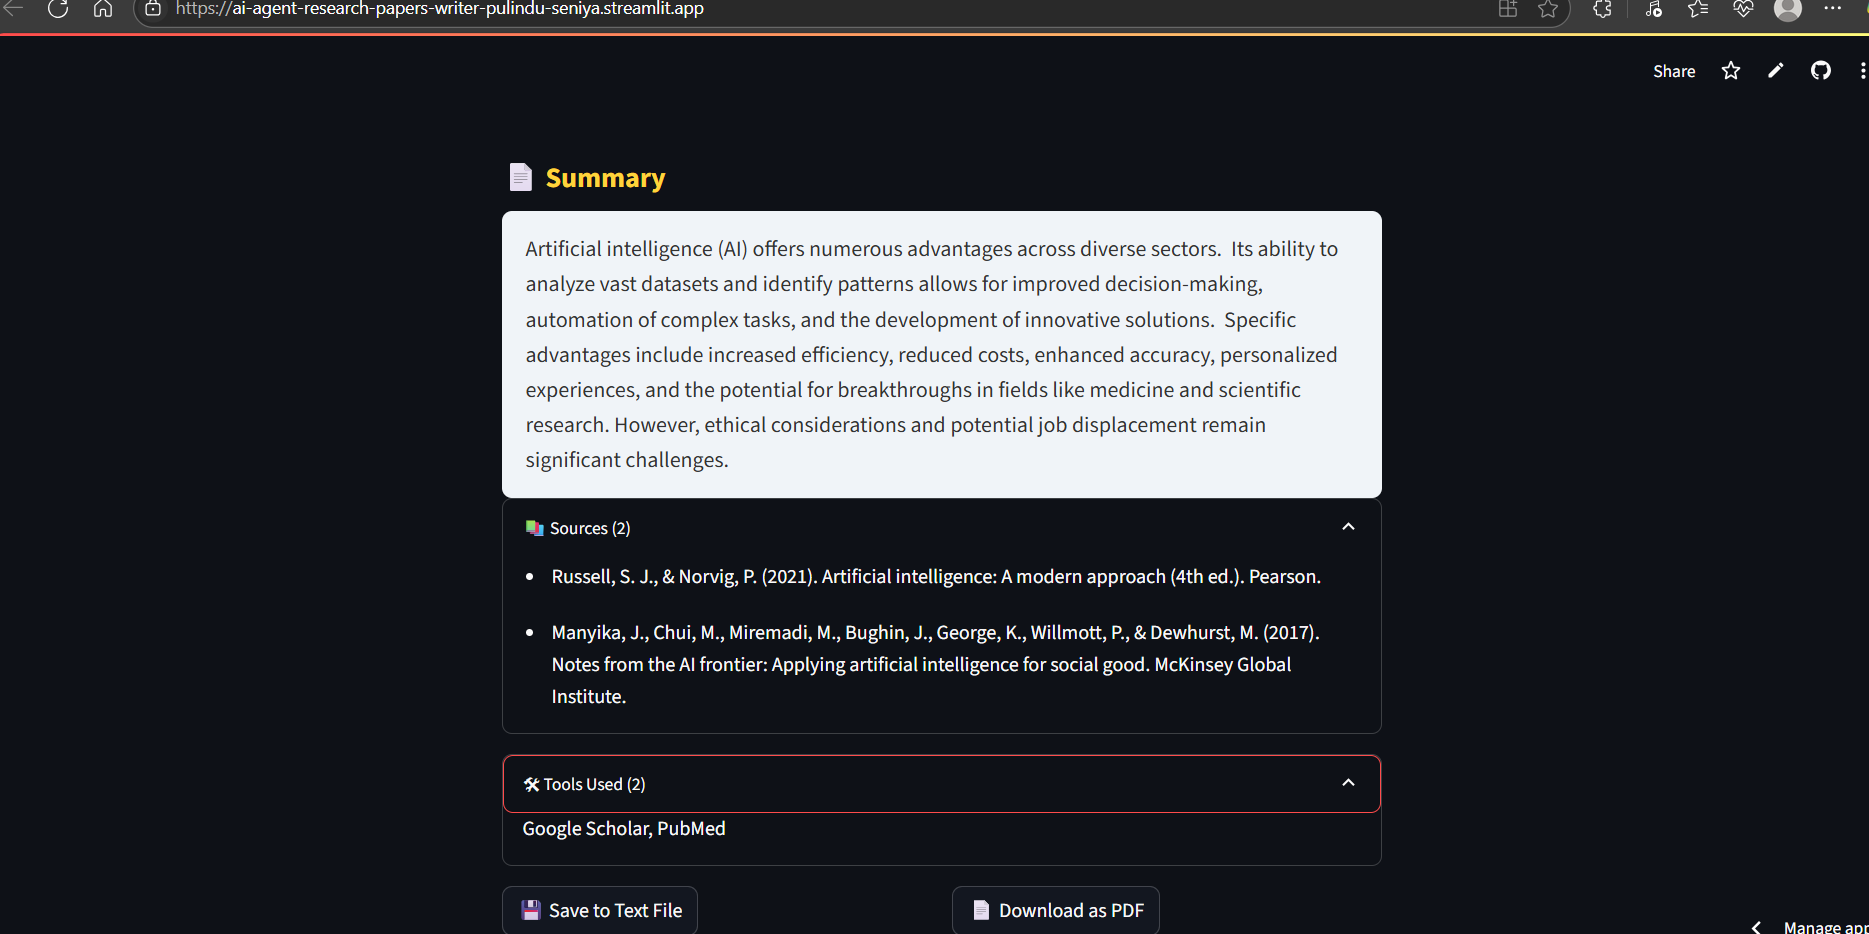 https://ai-agent-research-papers-writer-pulindu-seniya.streamlit.app
Share
Summary
Artificial intelligence (AI) offers numerous advantages across diverse sectors. Its ability to
analyze vast datasets and identify patterns allows for improved decision-making,
automation of complex tasks, and the development of innovative solutions. Specific
advantages include increased efficiency, reduced costs, enhanced accuracy, personalized
experiences, and the potential for breakthroughs in fields like medicine and scientific
research. However, ethical considerations and potential job displacement remain
significant challenges.
Sources (2)
• Russell, S. J., & Norvig, P. (2021). Artificial intelligence: A modern approach (4th ed.). Pearson.
• Manyika, J., Chui, M., Miremadi, M., Bughin, J., George, K., Willmott, P., & Dewhurst, M. (2017).
Notes from the AI frontier: Applying artificial intelligence for social good. McKinsey Global
Institute.
Tools Used (2)
Google Scholar, PubMed
Save to Text File
Download as PDF
Manage app